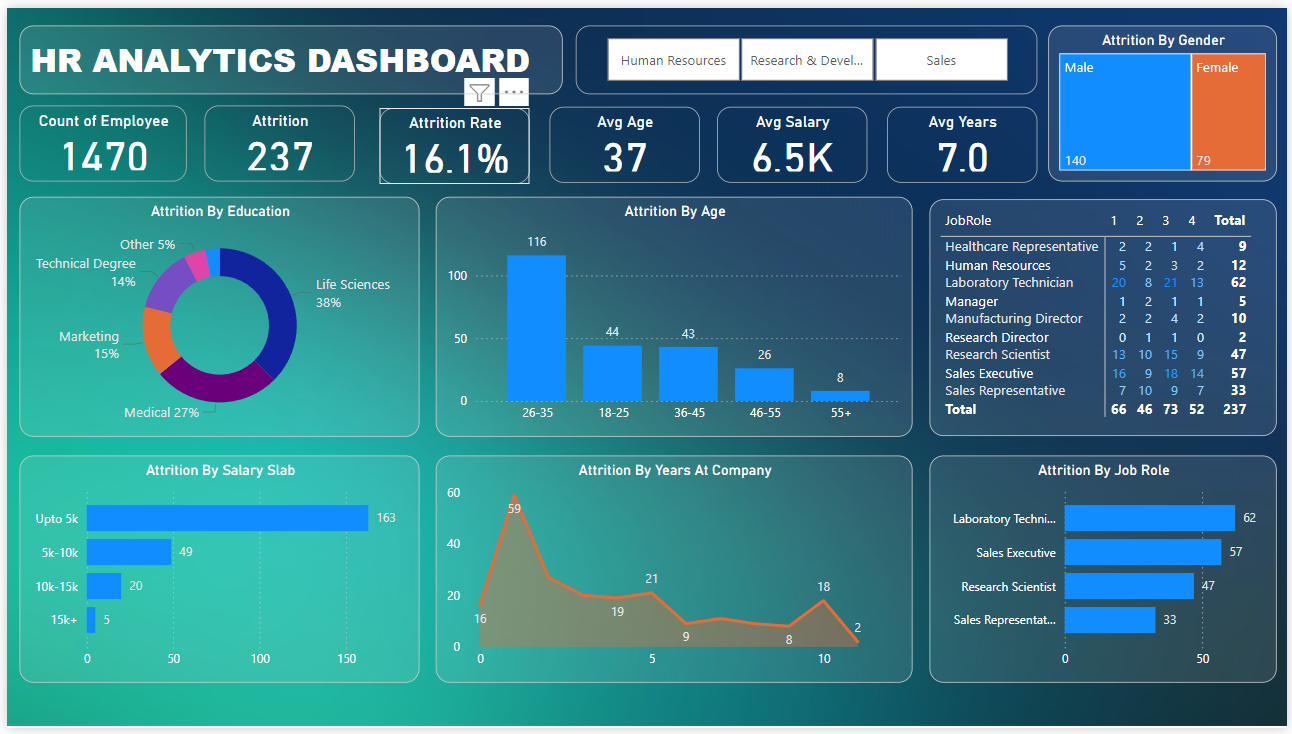 HR ANALYTICS DASHBOARD
Human Resources
Research & Devel...
Sales
Attrition By Gender
Male
Female
140
79
Count of Employee
1470
Attrition
237
Attrition Rate
16.1%
Avg Age
37
Avg Salary
6.5K
Avg Years
7.0
Attrition By Education
Other 5%
Technical Degree
14%
Life Sciences
38%
Marketing
15%
Medical 27%
Attrition By Age
116
100
44
43
50
26
8
0
26-35 18-25 36-45 46-55 55+
JobRole 1 2 3 4 Total
Healthcare Representative 2 2 1 4 9
Human Resources 5 2 3 2 12
Laboratory Technician 20 8 21 13 62
Manager 1 2 1 1 5
Manufacturing Director 2 2 4 2 10
Research Director 0 1 1 0 2
Research Scientist 13 10 15 9 47
Sales Executive 16 9 18 14 57
Sales Representative 7 10 9 7 33
Total 66 46 73 52 237
Attrition By Salary Slab
Upto 5k 163
5k-10k 49
10k-15k 20
15k+ 5
0 50 100 150
Attrition By Years At Company
60
59
40
21
18
20
19
16
9
8
2
0
0 5 10
Attrition By Job Role
Laboratory Techni... 62
Sales Executive 57
Research Scientist 47
Sales Representat... 33
0 50